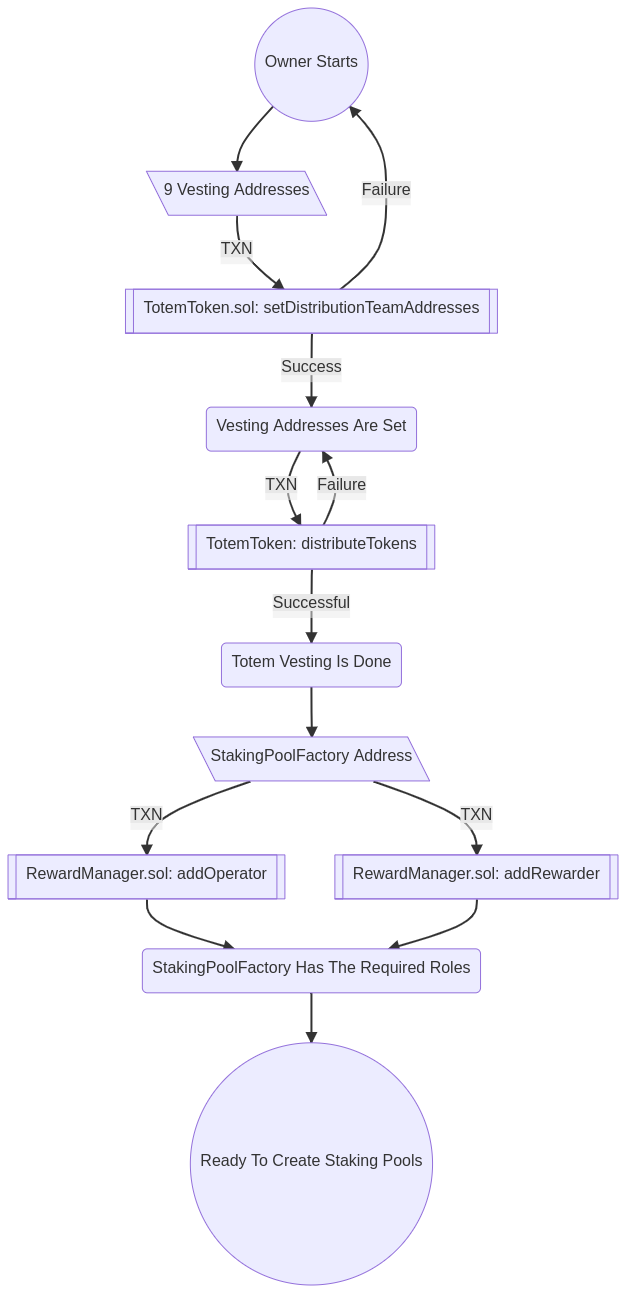 Owner Starts
9 Vesting Addresses
Failure
TXN
TotemToken.sol: setDistributionTeamAddresses
Success
Vesting Addresses Are Set
TXN
Failure
TotemToken: distributeTokens
Successful
Totem Vesting Is Done
StakingPoolFactory Address
TXN
TXN
RewardManager.sol: addOperator
RewardManager.sol: addRewarder
StakingPoolFactory Has The Required Roles
Ready To Create Staking Pools